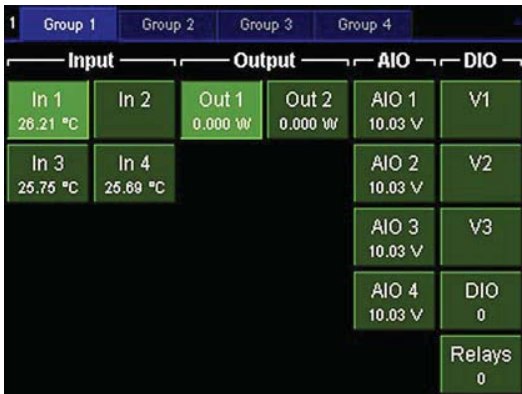 1 Group 1 Group 2 Group 3 Group 4
Input Output AIO DIO
In 1 In 2 Out 1 Out 2 AIO 1 V1
26.21 °C 0.000 W 0.000 W 10.03 V
In 3 In 4 AIO 2 V2
25.75 °C 25.69 °C 10.03 V
AIO 3 V3
10.03 V
AIO 4 DIO
10.03 V 0
Relays
0